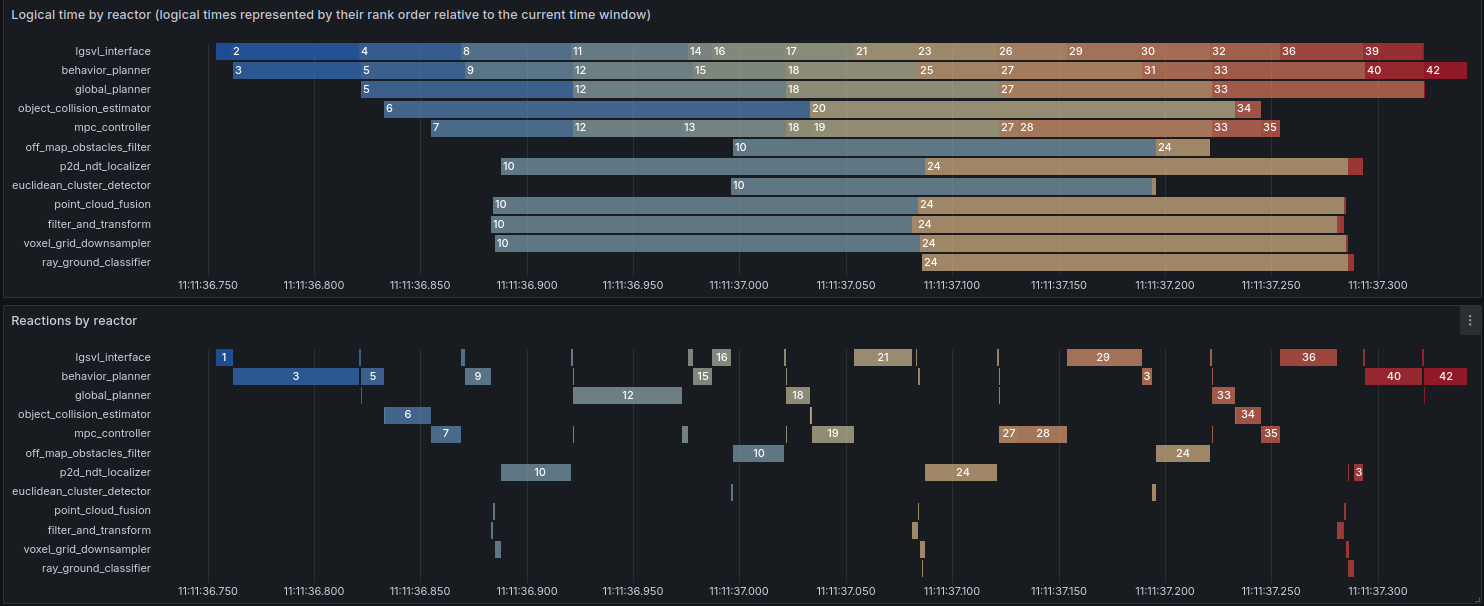 Logical time by reactor (logical times represented by their rank order relative to the current time window)
lgsvl_interface 2 4 8 11 14 16 17 21 23 26 29 30 32 36 39
behavior_planner 3 5 9 12 15 18 25 27 31 33 40 42
global_planner 5 12 18 27 33
object_collision_estimator 6 20 34
mpc_controller 7 12 13 18 19 27 28 33 35
off_map_obstacles_filter 10 24
p2d_ndt_localizer 10 24
euclidean_cluster_detector 10
point_cloud_fusion 10 24
filter_and_transform 10 24
voxel_grid_downsampler 10 24
ray_ground_classifier 24
11:11:36.750 11:11:36.800 11:11:36.850 11:11:36.900 11:11:36.950 11:11:37.000 11:11:37.050 11:11:37.100 11:11:37.150 11:11:37.200 11:11:37.250 11:11:37.300
Reactions by reactor
lgsvl_interface 1 16 21 29 36
behavior_planner 3 5 9 15 3 40 42
global_planner 12 18 33
object_collision_estimator 6 34
mpc_controller 7 19 27 28 35
off_map_obstacles_filter 10 24
p2d_ndt_localizer 10 24 3
euclidean_cluster_detector
point_cloud_fusion
filter_and_transform
voxel_grid_downsampler
ray_ground_classifier
11:11:36.750 11:11:36.800 11:11:36.850 11:11:36.900 11:11:36.950 11:11:37.000 11:11:37.050 11:11:37.100 11:11:37.150 11:11:37.200 11:11:37.250 11:11:37.300